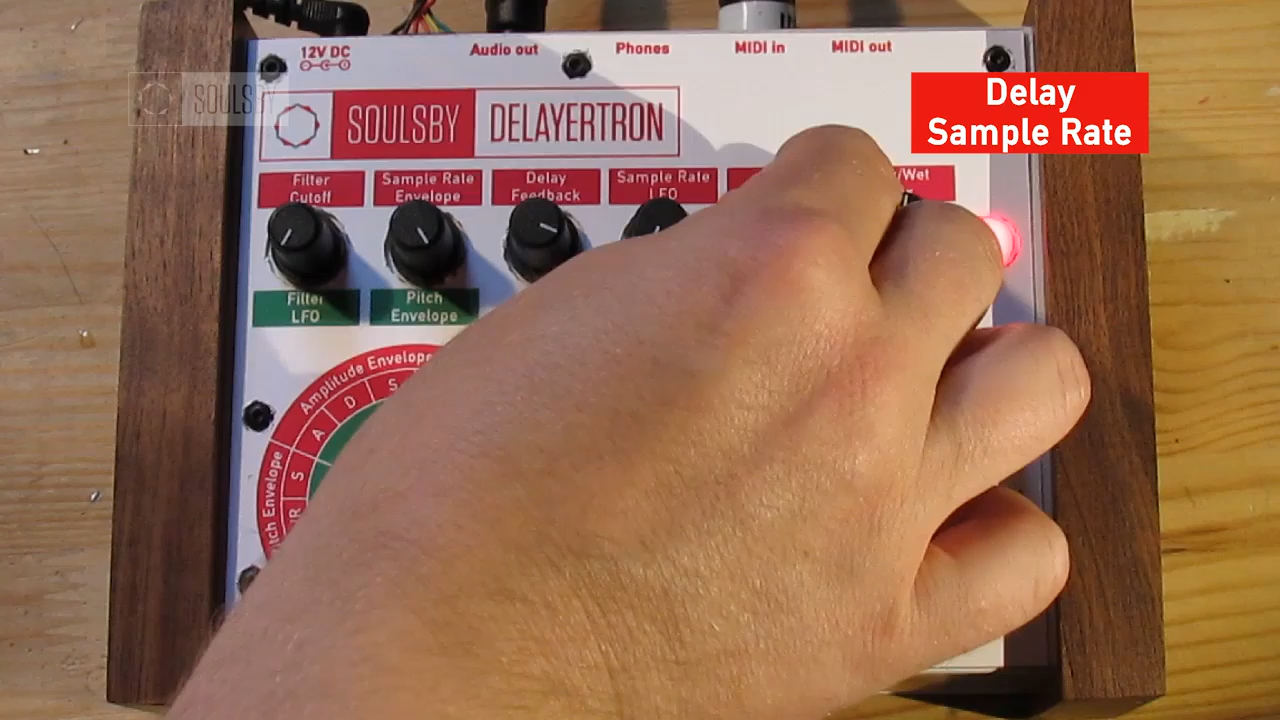 12V DC
Audio out
Phones
MIDI in
MIDI out
Delay
Sample Rate
SOULSBY
SOULSBY
DELAYERTRON
Filter
Cutoff
Sample Rate
Envelope
Delay
Feedback
Sample Rate
LFO
/Wet
Filter
LFO
Pitch
Envelope
Amplitude Envelope
A
D
S
S
R
Envelope